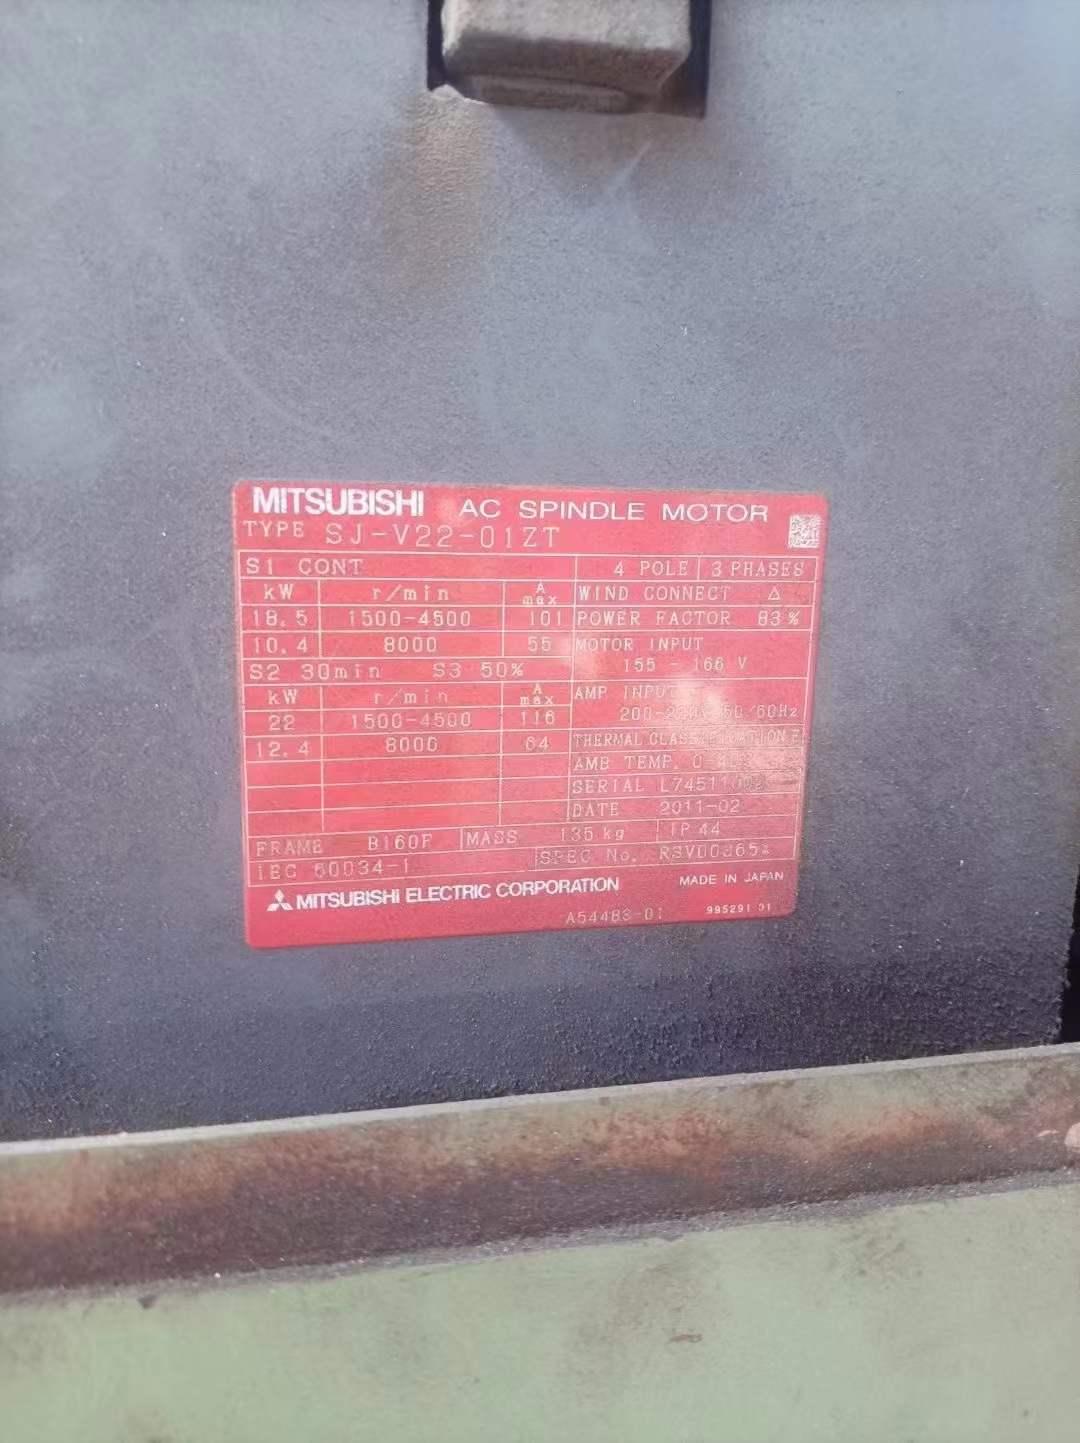 MITSUBISHI AC SPINDLE MOTOR
TYPE SJ-V22-01ZT
S1 CONT 4 POLE 3 PHASES
kW r/min A max WIND CONNECT △
18.5 1500-4500 101 POWER FACTOR 83%
10.4 8000 55 MOTOR INPUT
155 - 166 V
S2 30min S3 50%
kW r/min A max AMP INPUT
22 1500-4500 116 50/60Hz
12.4 8000 64 THERMAL CLASSIFICATION F
AMB TEMP.
SERIAL
DATE 2011-02
FRAME B160F MASS 135 kg IP 44
IEC 60034-1 SPEC No.
MITSUBISHI ELECTRIC CORPORATION MADE IN JAPAN
995291 01